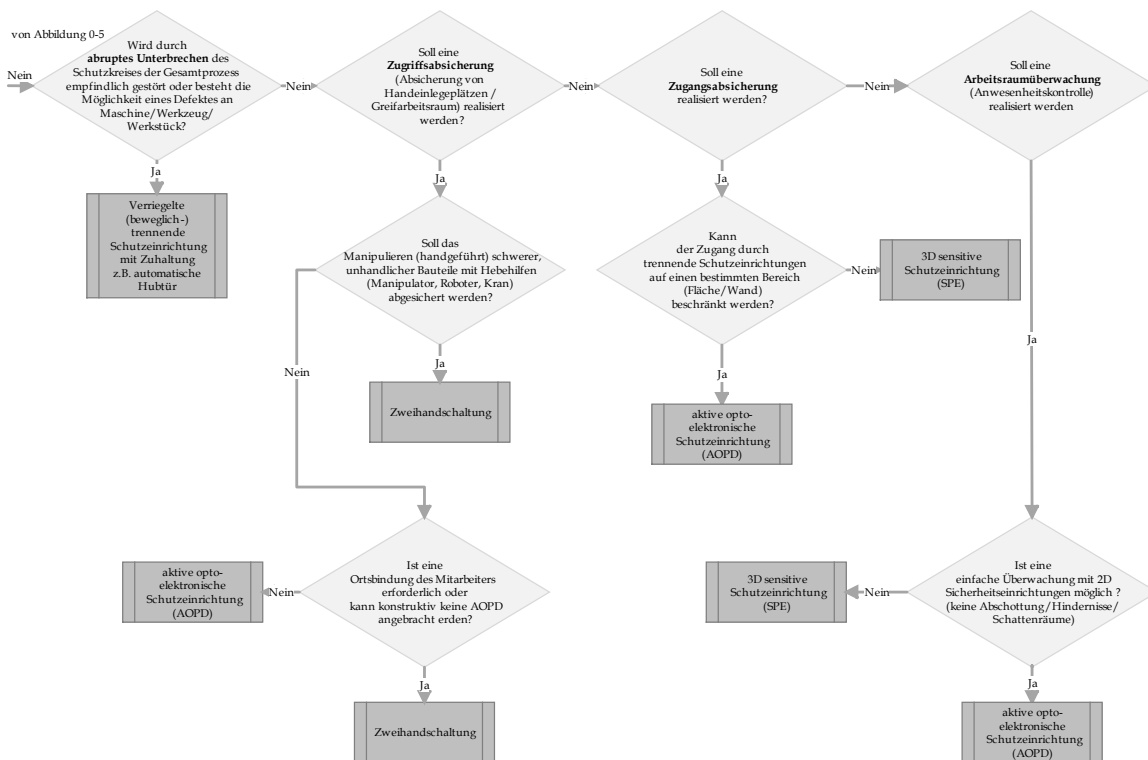 von Abbildung 0-5
Nein
Wird durch
abruptes Unterbrechen des
Schutzkreises der Gesamtprozess
empfindlich gestört oder besteht die
Möglichkeit eines Defektes an
Maschine/Werkzeug/
Werkstück?
Nein
Soll eine
Zugriffsabsicherung
(Absicherung von
Handeinlegeplätzen /
Greifarbeitsraum) realisiert
werden?
Nein
Soll eine
Zugangsabsicherung
realisiert werden?
Nein
Soll eine
Arbeitsraumüberwachung
(Anwesenheitskontrolle)
realisiert werden
Ja
Ja
Ja
Verriegelte
(beweglich-)
trennende
Schutzeinrichtung
mit Zuhaltung
z.B. automatische
Hubtür
Soll das
Manipulieren (handgeführt) schwerer,
unhandlicher Bauteile mit Hebehilfen
(Manipulator, Roboter, Kran)
abgesichert werden?
Kann
der Zugang durch
trennende Schutzeinrichtungen
auf einen bestimmten Bereich
(Fläche/Wand)
beschränkt werden?
Nein
3D sensitive
Schutzeinrichtung
(SPE)
Ja
Nein
Ja
Ja
Zweihandschaltung
aktive opto-
elektronische
Schutzeinrichtung
(AOPD)
aktive opto-
elektronische
Schutzeinrichtung
(AOPD)
Nein
Ist eine
Ortsbindung des Mitarbeiters
erforderlich oder
kann konstruktiv keine AOPD
angebracht erden?
3D sensitive
Schutzeinrichtung
(SPE)
Nein
Ist eine
einfache Überwachung mit 2D
Sicherheitseinrichtungen möglich ?
(keine Abschottung/Hindernisse/
Schattenräume)
Ja
Ja
Zweihandschaltung
aktive opto-
elektronische
Schutzeinrichtung
(AOPD)